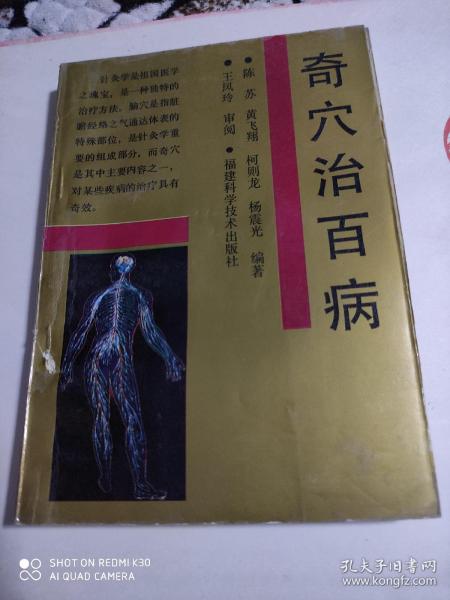 奇穴治百病
●陈苏 黄飞翔 柯则龙 杨震光 编著
●王凤玲 审阅●福建科学技术出版社
针灸学是祖国医学
之瑰宝，是一种独特的
治疗方法。腧穴是指脏
腑经络之气通达体表的
特殊部位，是针灸学重
要的组成部分，而奇穴
是其中主要内容之一，
对某些疾病的治疗具有
奇效。
SHOT ON REDMI K30
AI QUAD CAMERA
孔夫子旧书网
www.kongfz.com